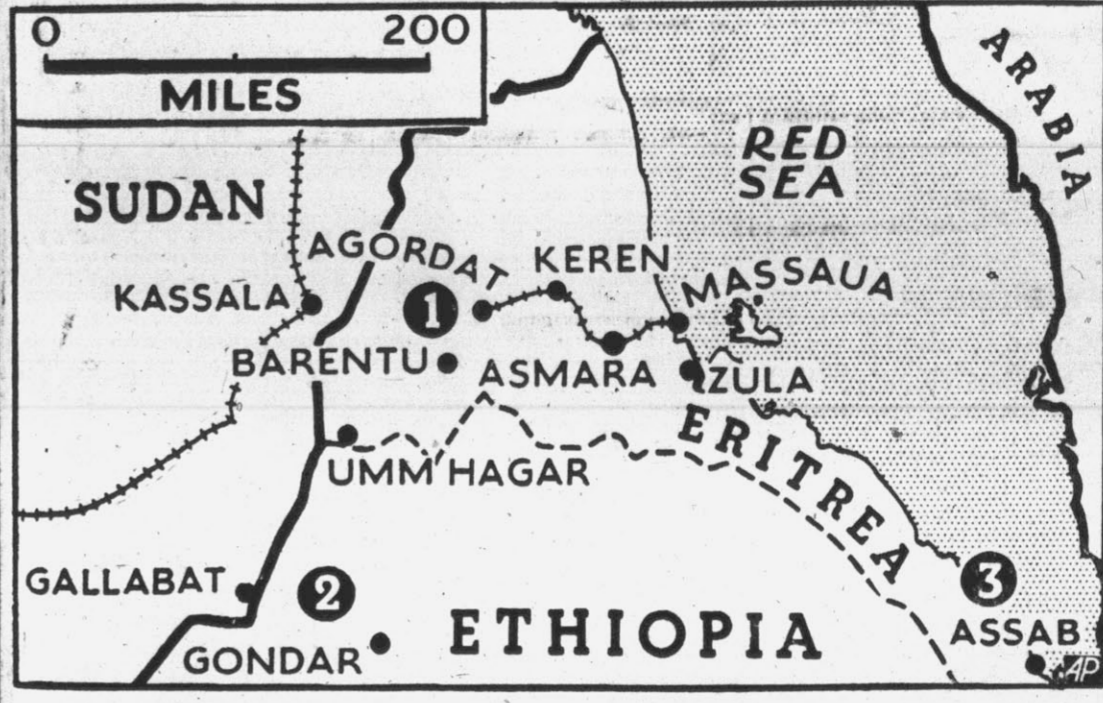 0 200
MILES
ARABIA
RED
SEA
SUDAN
AGORDAT
KEREN
MASSAUA
KASSALA
1
BARENTU
ASMARA
ZULA
ERITREA
UMM HAGAR
GALLABAT
2
3
ETHIOPIA
ASSAB
GONDAR
AP